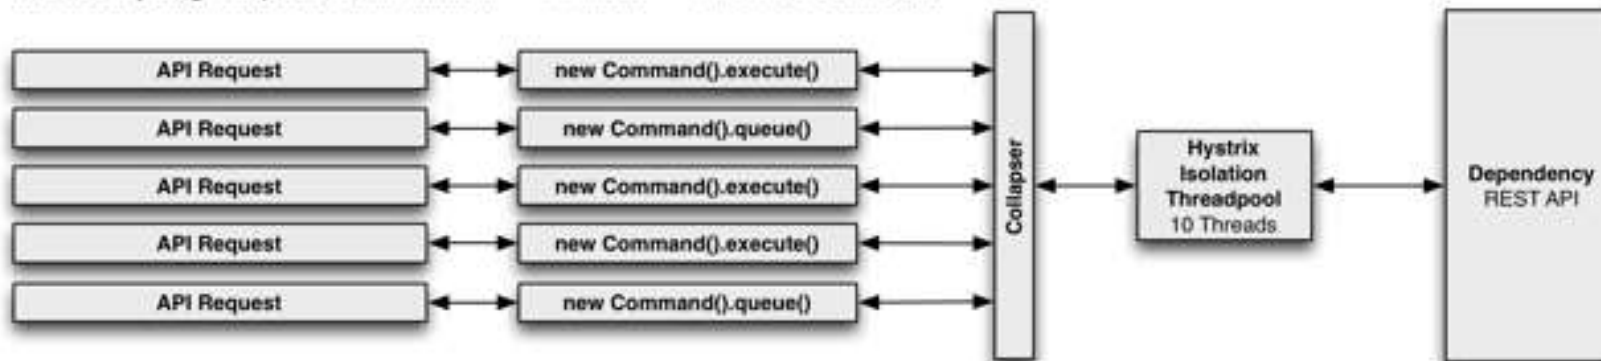 API Request
new Command().execute()
API Request
new Command().queue()
API Request
new Command().execute()
API Request
new Command().execute()
API Request
new Command().queue()
Collapser
Hystrix
Isolation
Threadpool
10 Threads
Dependency
REST API